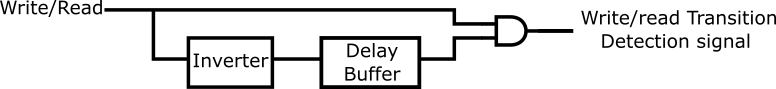 Write/Read
Inverter
Delay
Buffer
Write/read Transition
Detection signal